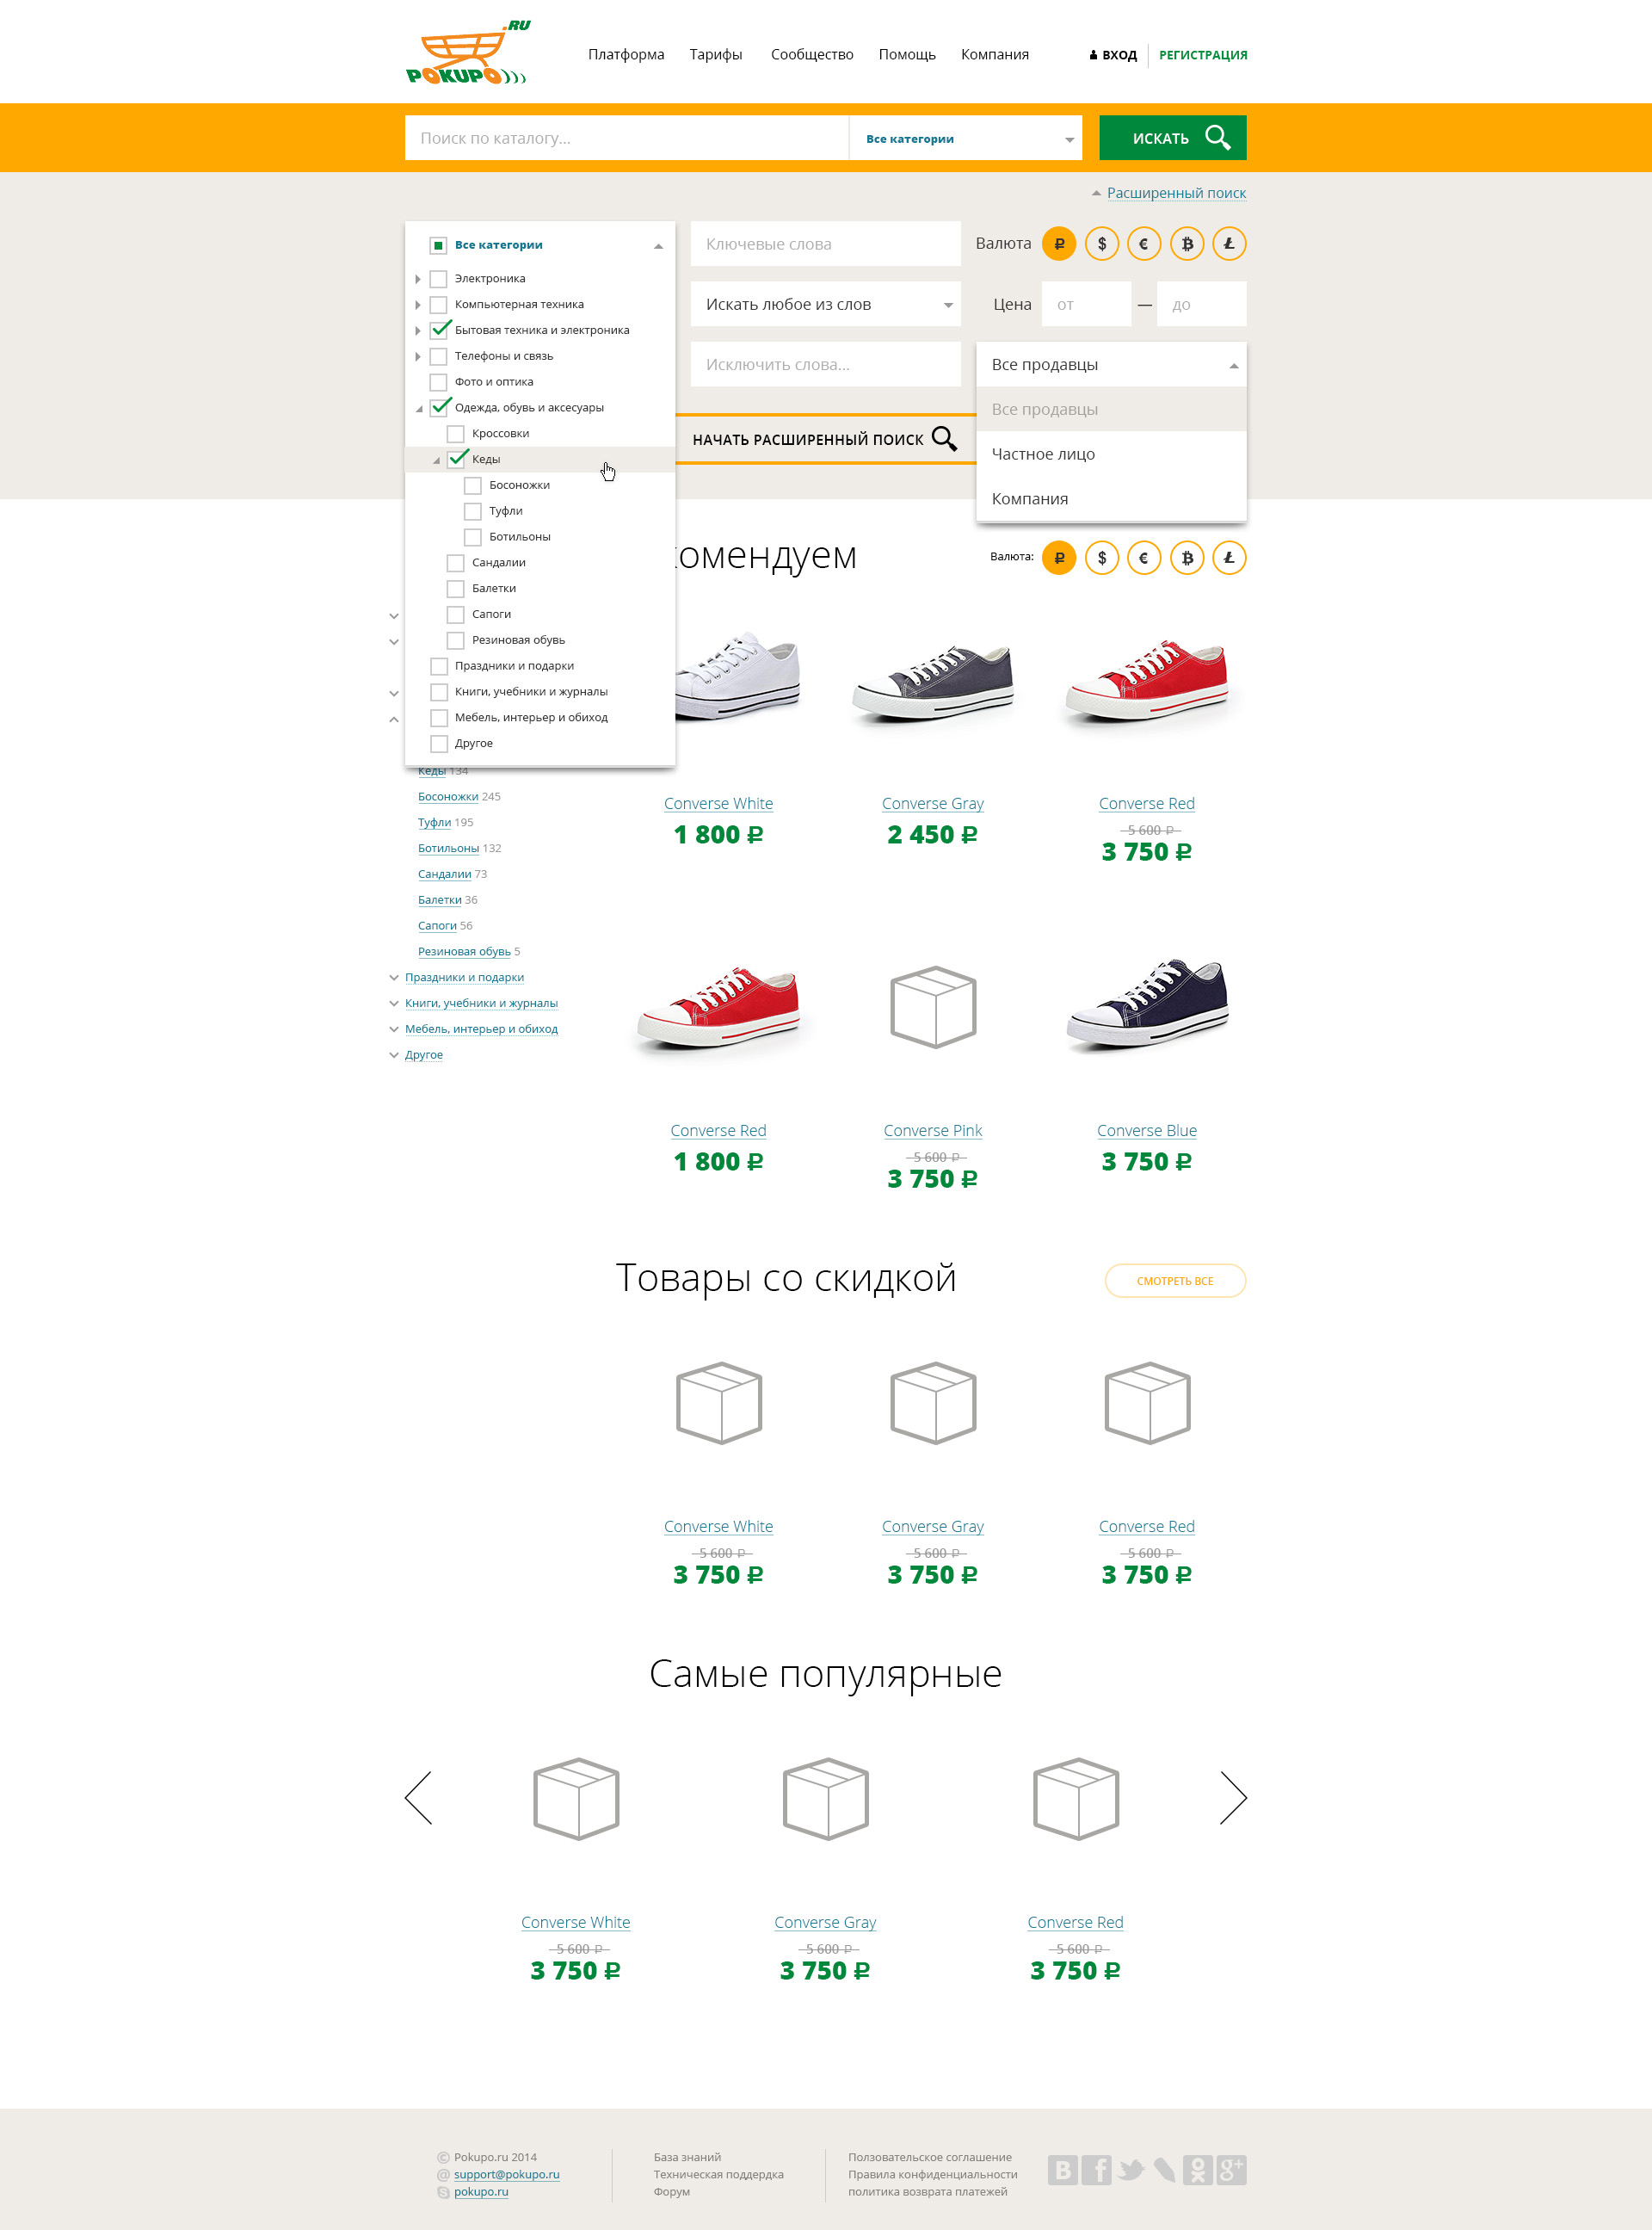 .RU
POKUPO
Платформа Тарифы Сообщество Помощь Компания
ВХОД РЕГИСТРАЦИЯ
Поиск по каталогу...
Все категории
ИСКАТЬ
Расширенный поиск
Все категории
Электроника
Компьютерная техника
Бытовая техника и электроника
Телефоны и связь
Фото и оптика
Одежда, обувь и аксесуары
Кроссовки
Кеды
Босоножки
Туфли
Ботильоны
Сандалии
Балетки
Сапоги
Резиновая обувь
Праздники и подарки
Книги, учебники и журналы
Мебель, интерьер и обиход
Другое
Ключевые слова
Искать любое из слов
Исключить слова...
Валюта ₽ $ € Ƀ Ł
Цена от — до
Все продавцы
Все продавцы
Частное лицо
Компания
НАЧАТЬ РАСШИРЕННЫЙ ПОИСК
комендуем
Валюта: ₽ $ € Ƀ Ł
Кеды 134
Босоножки 245
Туфли 195
Ботильоны 132
Сандалии 73
Балетки 36
Сапоги 56
Резиновая обувь 5
Праздники и подарки
Книги, учебники и журналы
Мебель, интерьер и обиход
Другое
Converse White
1 800 ₽
Converse Gray
2 450 ₽
Converse Red
5 600 ₽
3 750 ₽
Converse Red
1 800 ₽
Converse Pink
5 600 ₽
3 750 ₽
Converse Blue
3 750 ₽
Товары со скидкой
СМОТРЕТЬ ВСЕ
Converse White
5 600 ₽
3 750 ₽
Converse Gray
5 600 ₽
3 750 ₽
Converse Red
5 600 ₽
3 750 ₽
Самые популярные
Converse White
5 600 ₽
3 750 ₽
Converse Gray
5 600 ₽
3 750 ₽
Converse Red
5 600 ₽
3 750 ₽
© Pokupo.ru 2014
@ support@pokupo.ru
pokupo.ru
База знаний
Техническая поддердка
Форум
Ползовательское соглашение
Правила конфиденциальности
политика возврата платежей